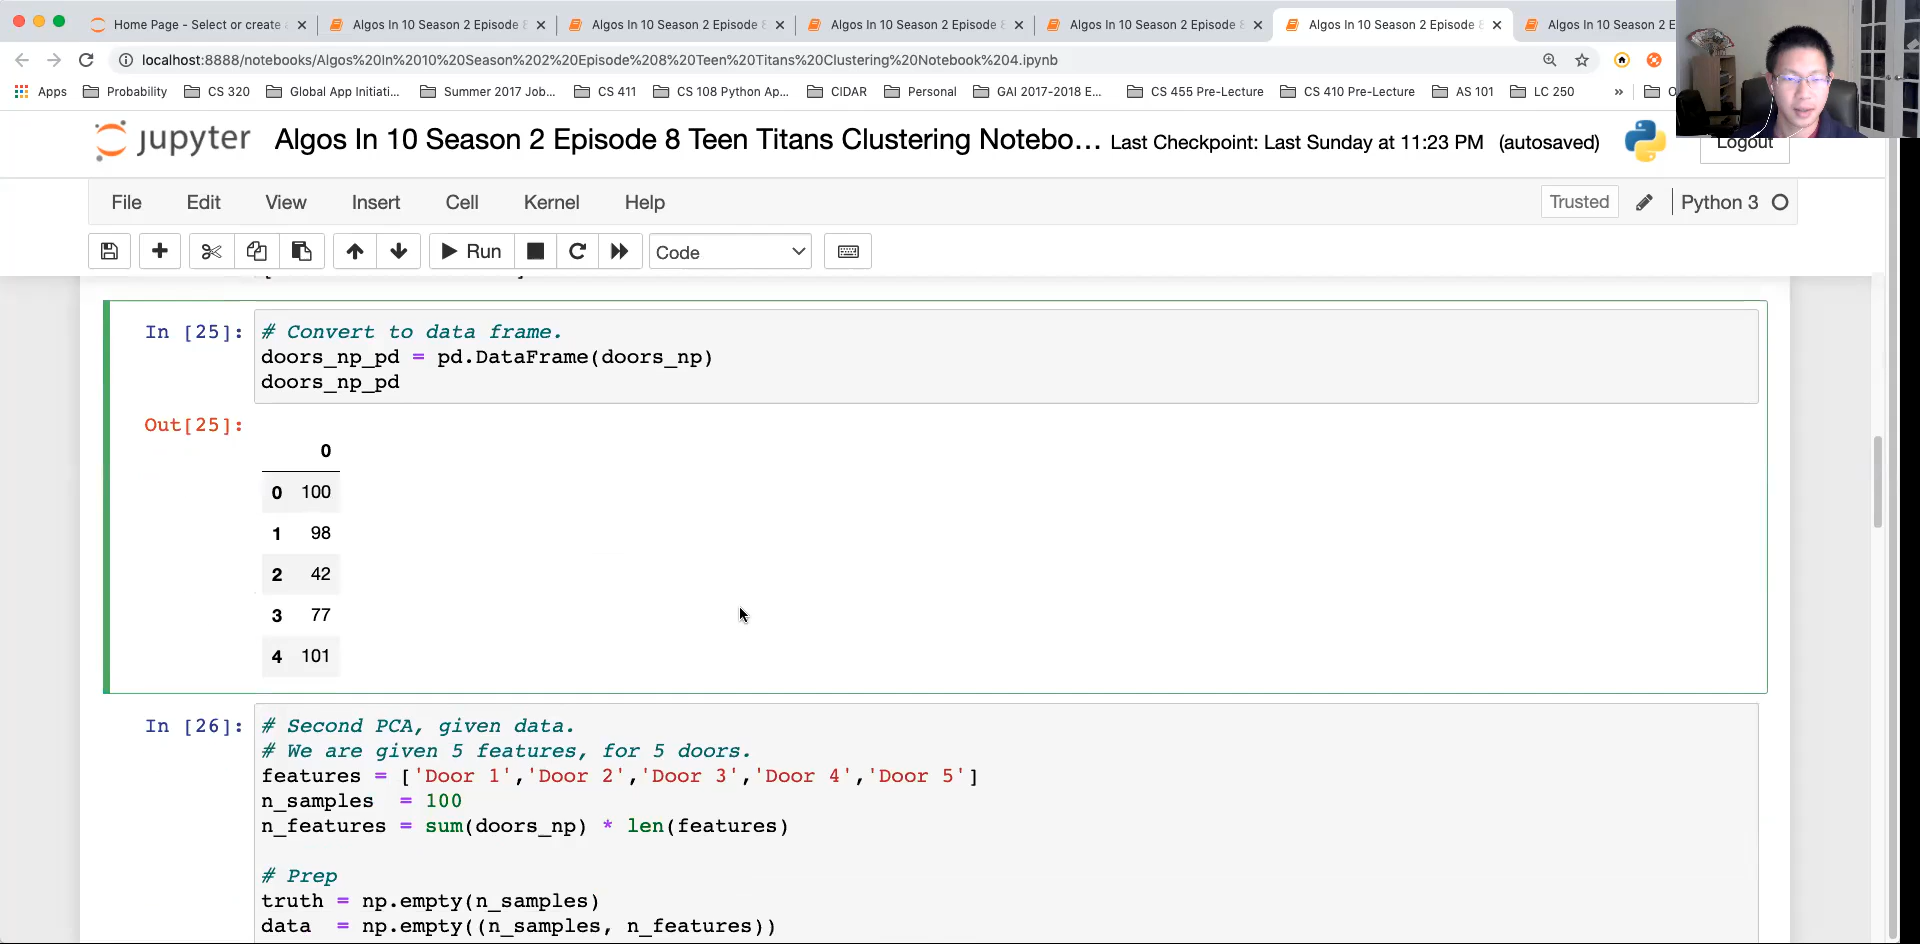 Home Page - Select or create a
Algos In 10 Season 2 Episode 8
Algos In 10 Season 2 Episode 8
Algos In 10 Season 2 Episode 8
Algos In 10 Season 2 Episode 8
Algos In 10 Season 2 Episode 8
Algos In 10 Season 2 E
localhost:8888/notebooks/Algos%20In%2010%20Season%202%20Episode%208%20Teen%20Titans%20Clustering%20Notebook%204.ipynb
Apps Probability CS 320 Global App Initiati... Summer 2017 Job... CS 411 CS 108 Python Ap... CIDAR Personal GAI 2017-2018 E... CS 455 Pre-Lecture CS 410 Pre-Lecture AS 101 LC 250 » O
jupyter Algos In 10 Season 2 Episode 8 Teen Titans Clustering Notebo... Last Checkpoint: Last Sunday at 11:23 PM (autosaved) Logout
File Edit View Insert Cell Kernel Help Trusted Python 3
Run Code
In [25]: # Convert to data frame.
doors_np_pd = pd.DataFrame(doors_np)
doors_np_pd
Out[25]:
0
0 100
1 98
2 42
3 77
4 101
In [26]: # Second PCA, given data.
# We are given 5 features, for 5 doors.
features = ['Door 1','Door 2','Door 3','Door 4','Door 5']
n_samples = 100
n_features = sum(doors_np) * len(features)
# Prep
truth = np.empty(n_samples)
data = np.empty((n_samples, n_features))